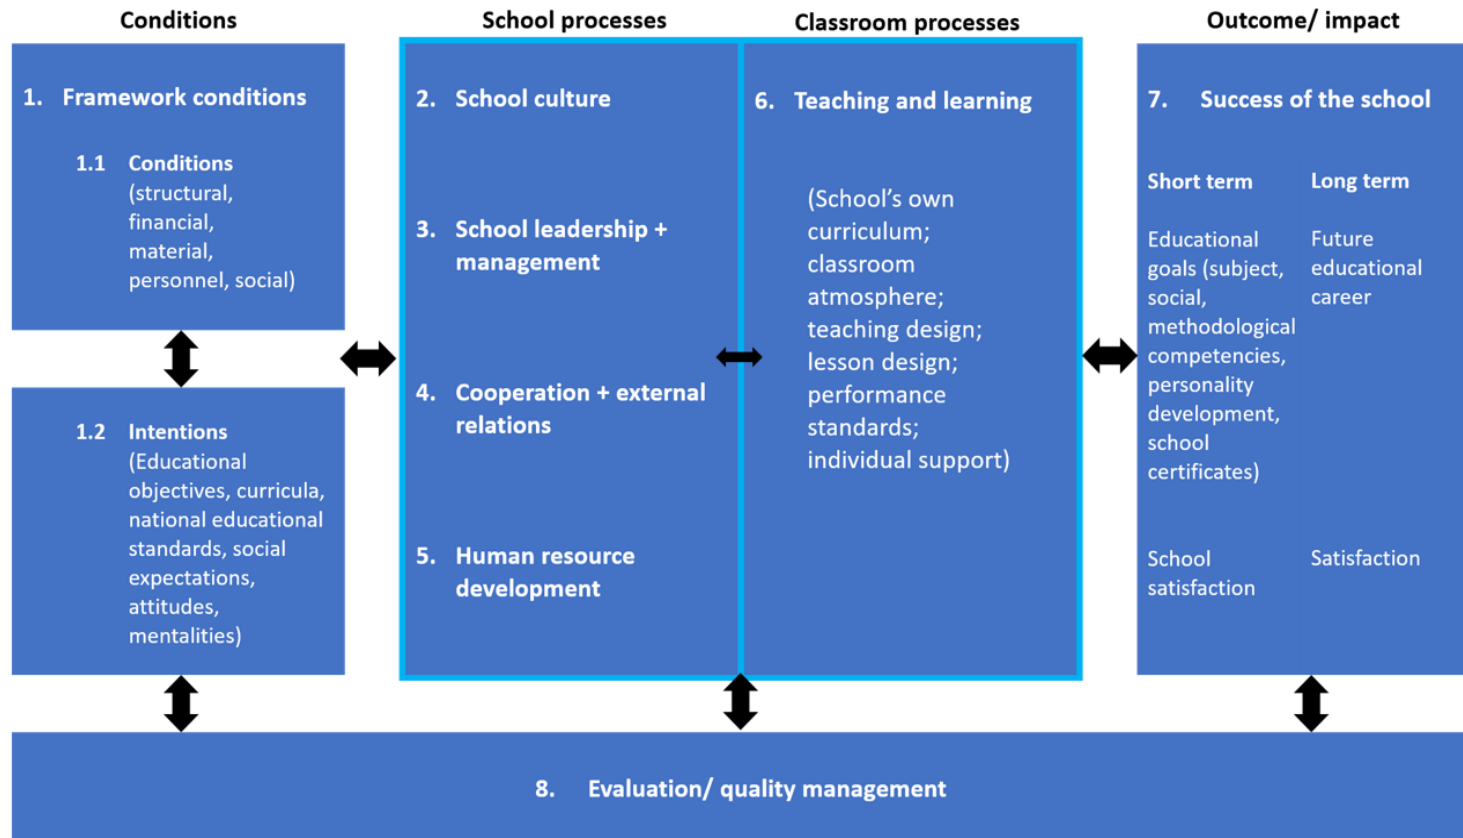 Conditions
School processes
Classroom processes
Outcome/ impact
1. Framework conditions
1.1 Conditions
(structural,
financial,
material,
personnel, social)
1.2 Intentions
(Educational
objectives, curricula,
national educational
standards, social
expectations,
attitudes,
mentalities)
2. School culture
3. School leadership +
management
4. Cooperation + external
relations
5. Human resource
development
6. Teaching and learning
(School’s own
curriculum;
classroom
atmosphere;
teaching design;
lesson design;
performance
standards;
individual support)
7. Success of the school
Short term
Educational
goals (subject,
social,
methodological
competencies,
personality
development,
school
certificates)
School
satisfaction
Long term
Future
educational
career
Satisfaction
8. Evaluation/ quality management